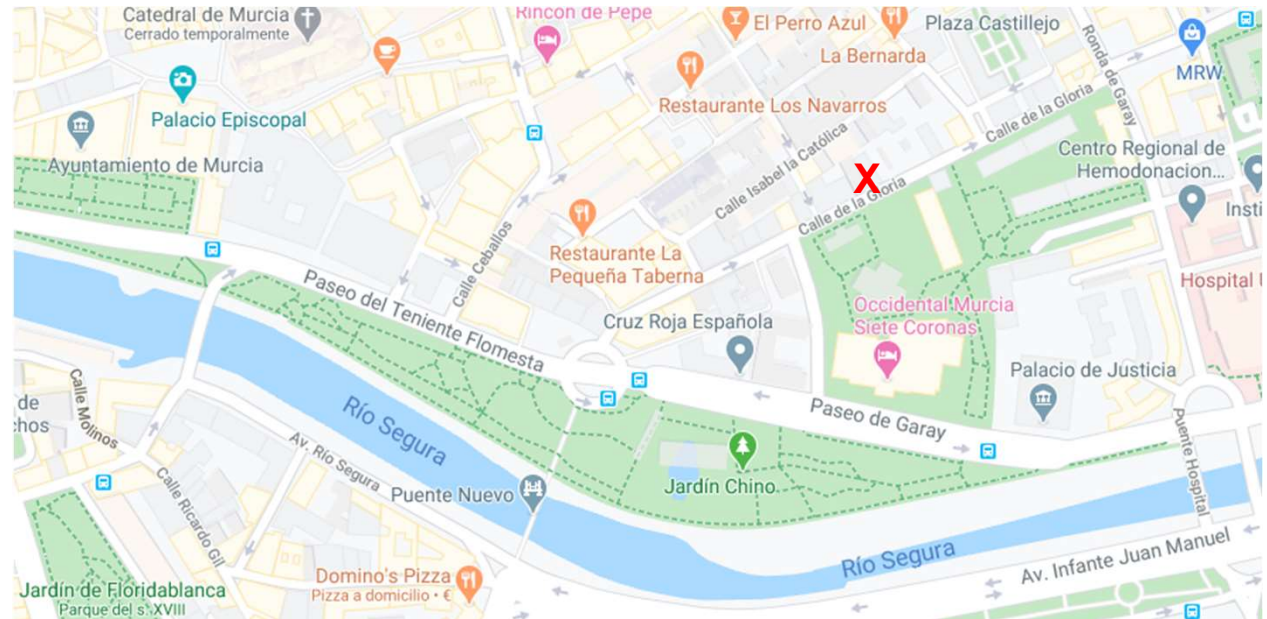 Catedral de Murcia
Cerrado temporalmente
Rincón de Pepe
El Perro Azul
La Bernarda
Plaza Castillejo
Ronda de Garay
MRW
Palacio Episcopal
Restaurante Los Navarros
Calle de la Gloria
Ayuntamiento de Murcia
Calle Isabel la Católica
X
Centro Regional de
Hemodonacion...
Calle de la Gloria
Insti
Calle Ceballos
Restaurante La
Pequeña Taberna
Hospital
Paseo del Teniente Flomesta
Cruz Roja Española
Occidental Murcia
Siete Coronas
Palacio de Justicia
Calle Molinos
de
chos
Río Segura
Paseo de Garay
Puente Hospital
Av. Río Segura
Calle Ricardo Gil
Puente Nuevo
Jardín Chino
Río Segura
Av. Infante Juan Manuel
Domino's Pizza
Pizza a domicilio • €
Jardín de Floridablanca
Parque del s. XVIII